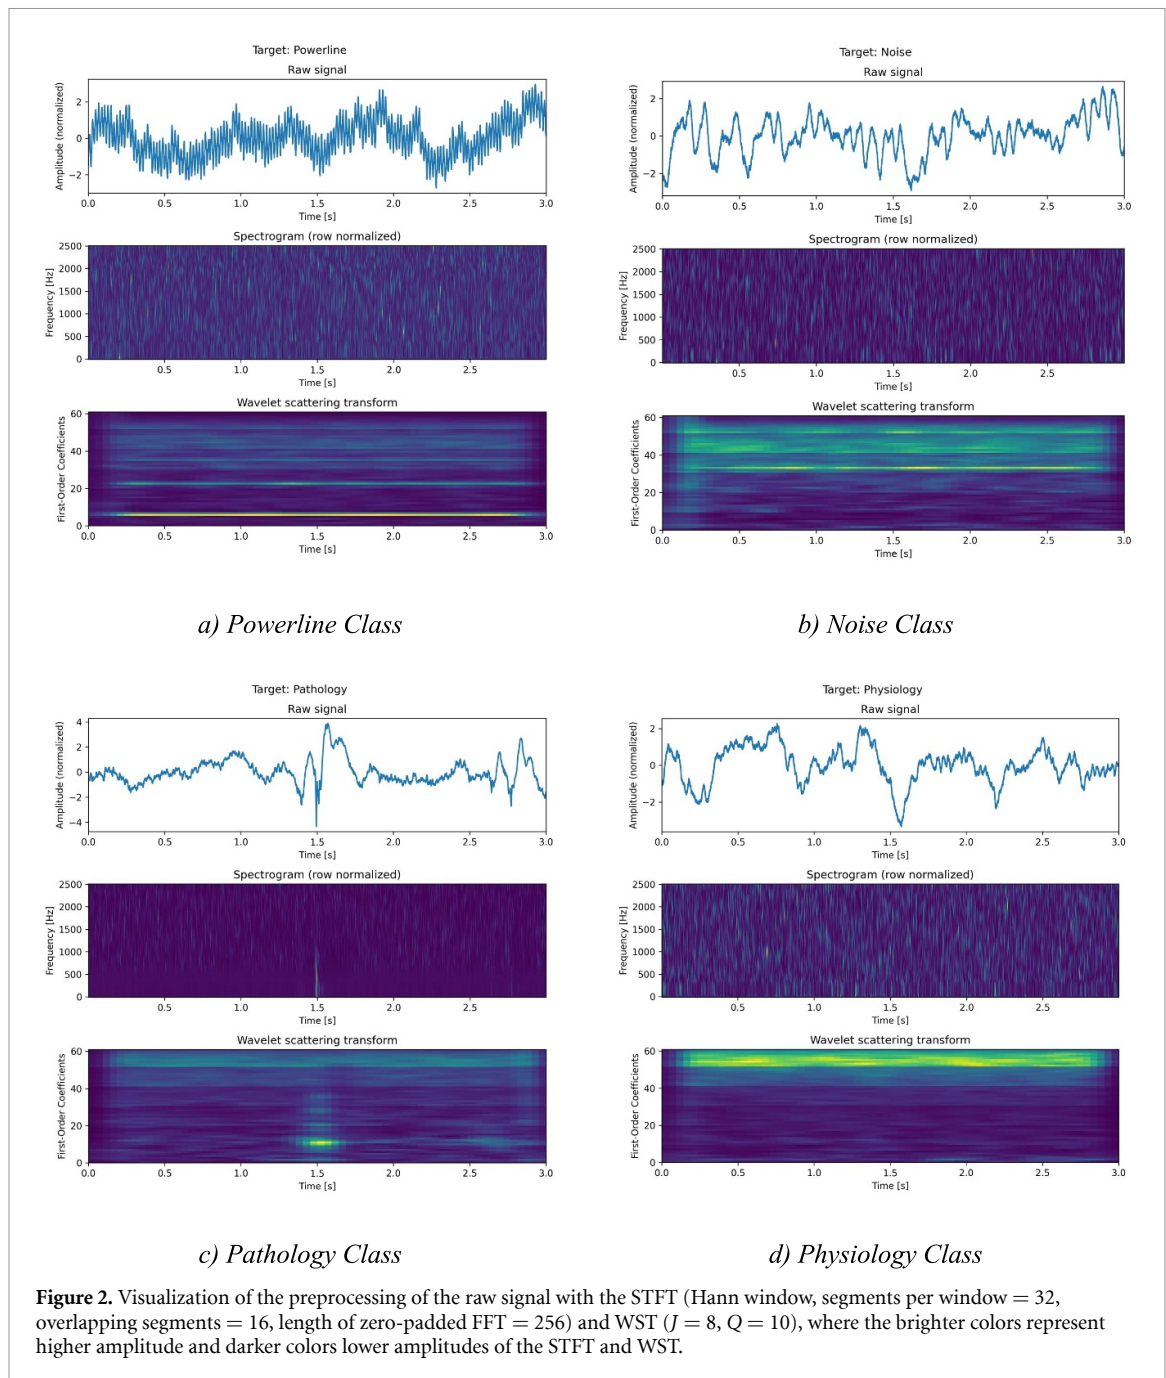 Target: Powerline
Raw signal
Amplitude (normalized)
2
0
−2
0.0 0.5 1.0 1.5 2.0 2.5 3.0
Time [s]
Spectrogram (row normalized)
Frequency [Hz]
2500
2000
1500
1000
500
0
0.5 1.0 1.5 2.0 2.5
Time [s]
Wavelet scattering transform
First-Order Coefficients
60
40
20
0
0.0 0.5 1.0 1.5 2.0 2.5 3.0
Time [s]
a) Powerline Class
Target: Noise
Raw signal
Amplitude (normalized)
2
0
−2
0.0 0.5 1.0 1.5 2.0 2.5 3.0
Time [s]
Spectrogram (row normalized)
Frequency [Hz]
2500
2000
1500
1000
500
0
0.5 1.0 1.5 2.0 2.5
Time [s]
Wavelet scattering transform
First-Order Coefficients
60
40
20
0
0.0 0.5 1.0 1.5 2.0 2.5 3.0
Time [s]
b) Noise Class
Target: Pathology
Raw signal
Amplitude (normalized)
4
2
0
−2
−4
0.0 0.5 1.0 1.5 2.0 2.5 3.0
Time [s]
Spectrogram (row normalized)
Frequency [Hz]
2500
2000
1500
1000
500
0
0.5 1.0 1.5 2.0 2.5
Time [s]
Wavelet scattering transform
First-Order Coefficients
60
40
20
0
0.0 0.5 1.0 1.5 2.0 2.5 3.0
Time [s]
c) Pathology Class
Target: Physiology
Raw signal
Amplitude (normalized)
2
0
−2
0.0 0.5 1.0 1.5 2.0 2.5 3.0
Time [s]
Spectrogram (row normalized)
Frequency [Hz]
2500
2000
1500
1000
500
0
0.5 1.0 1.5 2.0 2.5
Time [s]
Wavelet scattering transform
First-Order Coefficients
60
40
20
0
0.0 0.5 1.0 1.5 2.0 2.5 3.0
Time [s]
d) Physiology Class
Figure 2. Visualization of the preprocessing of the raw signal with the STFT (Hann window, segments per window = 32,
overlapping segments = 16, length of zero-padded FFT = 256) and WST (J = 8, Q = 10), where the brighter colors represent
higher amplitude and darker colors lower amplitudes of the STFT and WST.